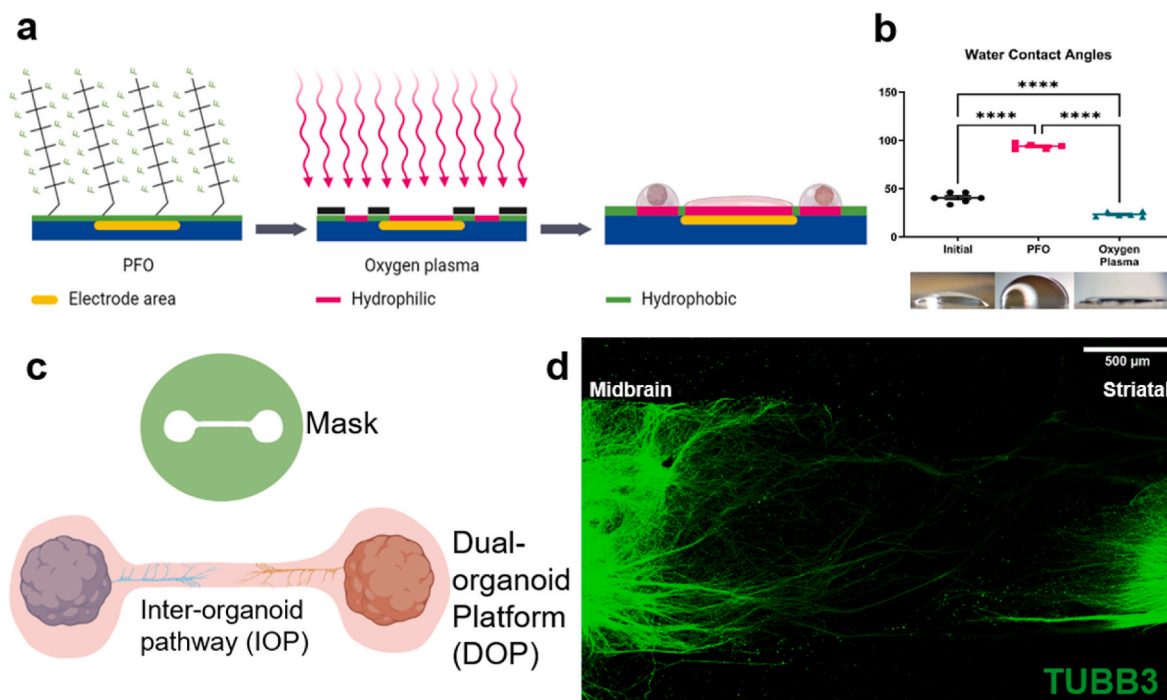 a
F
PFO
Oxygen plasma
Electrode area
Hydrophilic
Hydrophobic
b
Water Contact Angles
****
**** ****
150
100
50
0
Initial PFO Oxygen
Plasma
c
Mask
Inter-organoid
pathway (IOP)
Dual-
organoid
Platform
(DOP)
d
500 µm
Midbrain Striatal
TUBB3